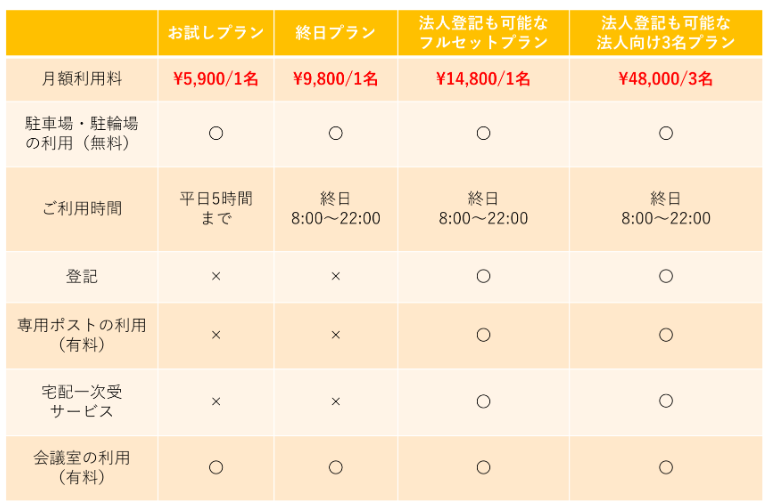 お試しプラン 終日プラン 法人登記も可能な
フルセットプラン 法人登記も可能な
法人向け3名プラン
月額利用料 ¥5,900/1名 ¥9,800/1名 ¥14,800/1名 ¥48,000/3名
駐車場・駐輪場
の利用（無料） 〇 〇 〇 〇
ご利用時間 平日5時間
まで 終日
8:00～22:00 終日
8:00～22:00 終日
8:00～22:00
登記 × × 〇 〇
専用ポストの利用
（有料） × × 〇 〇
宅配一次受
サービス × × 〇 〇
会議室の利用
（有料） 〇 〇 〇 〇